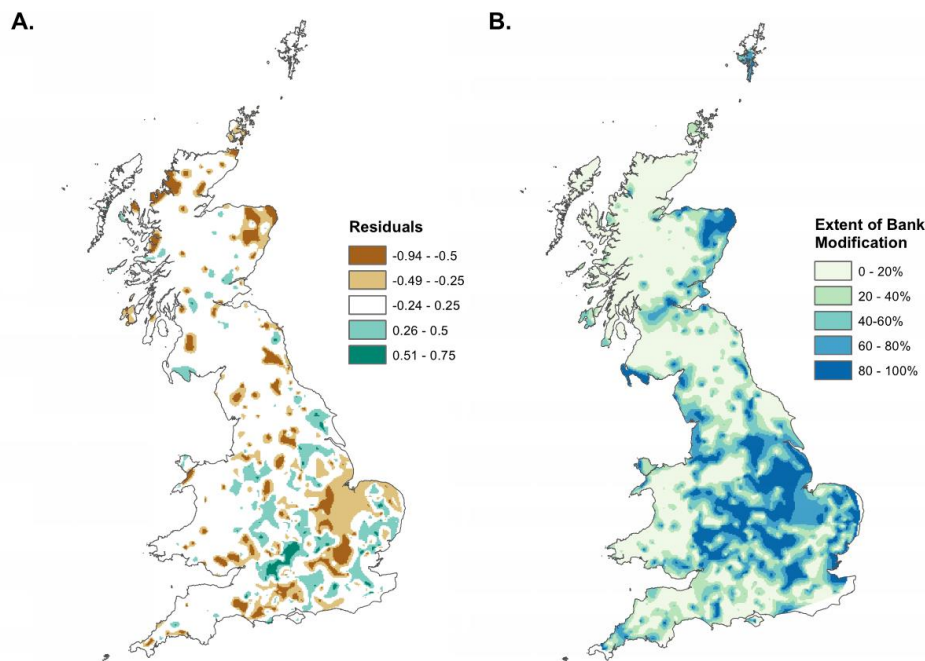 A.
B.
Residuals
-0.94 - -0.5
-0.49 - -0.25
-0.24 - 0.25
0.26 - 0.5
0.51 - 0.75
Extent of Bank
Modification
0 - 20%
20 - 40%
40-60%
60 - 80%
80 - 100%